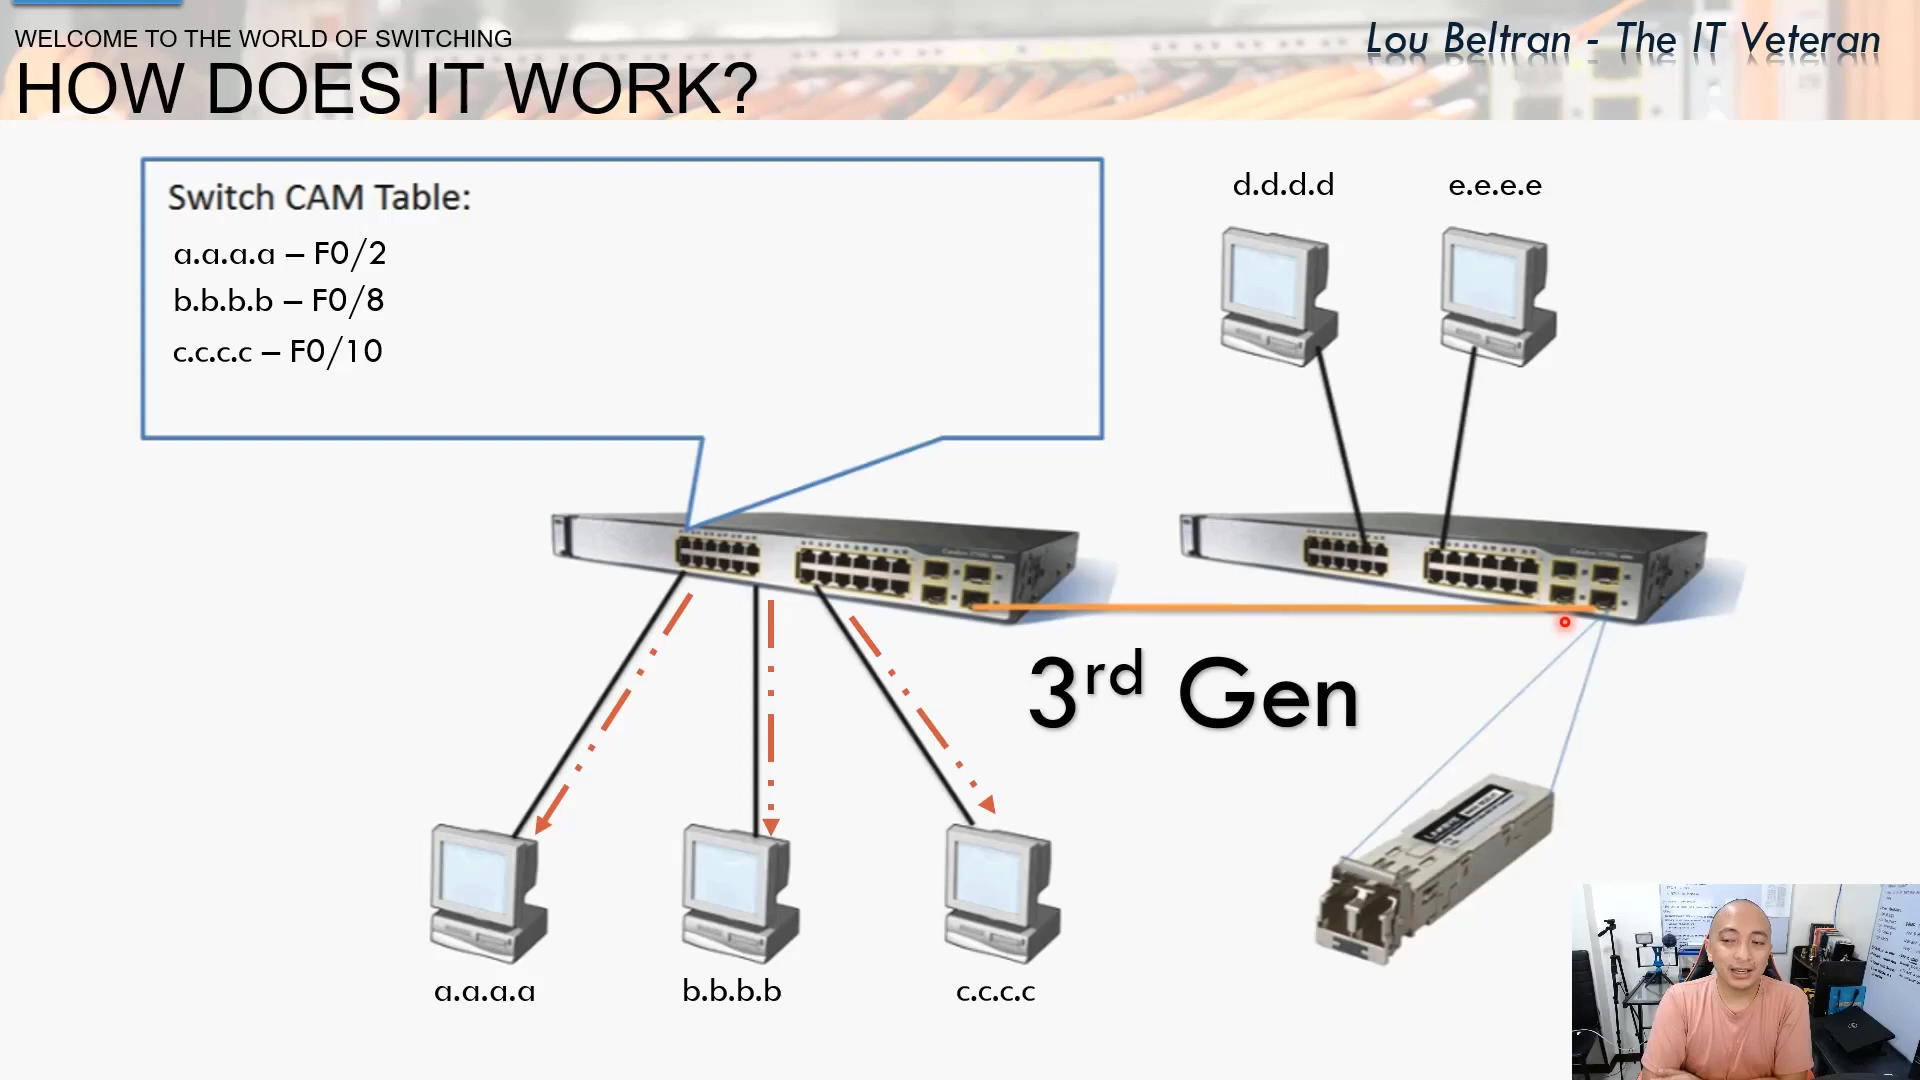 WELCOME TO THE WORLD OF SWITCHING
HOW DOES IT WORK?
Lou Beltran - The IT Veteran
Switch CAM Table:
a.a.a.a – F0/2
b.b.b.b – F0/8
c.c.c.c – F0/10
d.d.d.d
e.e.e.e
3rd Gen
a.a.a.a
b.b.b.b
c.c.c.c